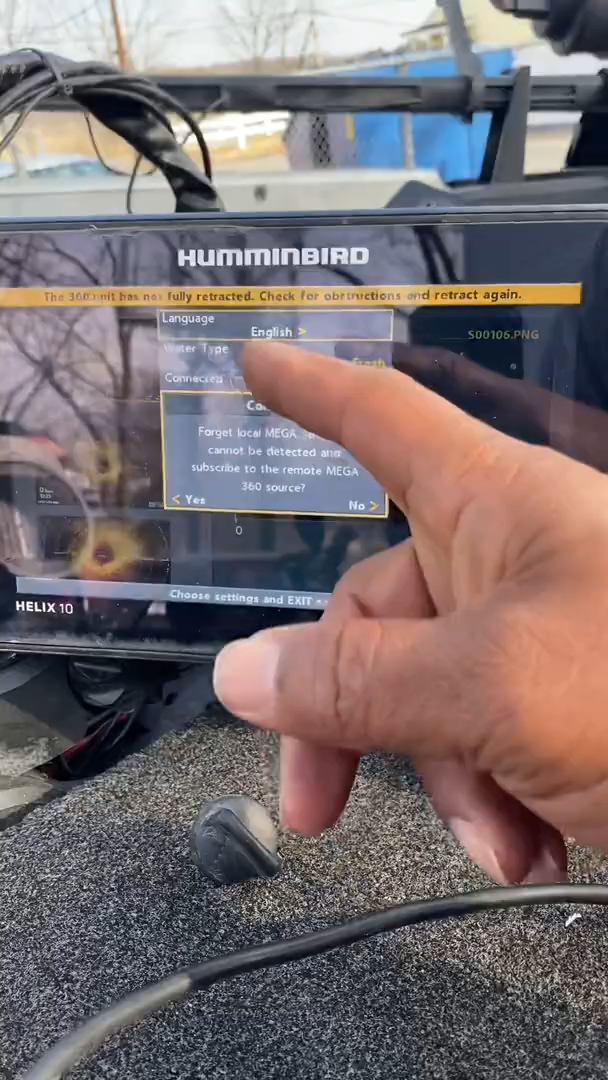 HUMMINBIRD
The 360 unit has not fully retracted. Check for obstructions and retract again.
Language
English >
S00106.PNG
Water Type
Fresh
Connected
Forget local MEGA
cannot be detected and
subscribe to the remote MEGA
360 source?
< Yes
No >
0
Choose settings and EXIT
HELIX 10